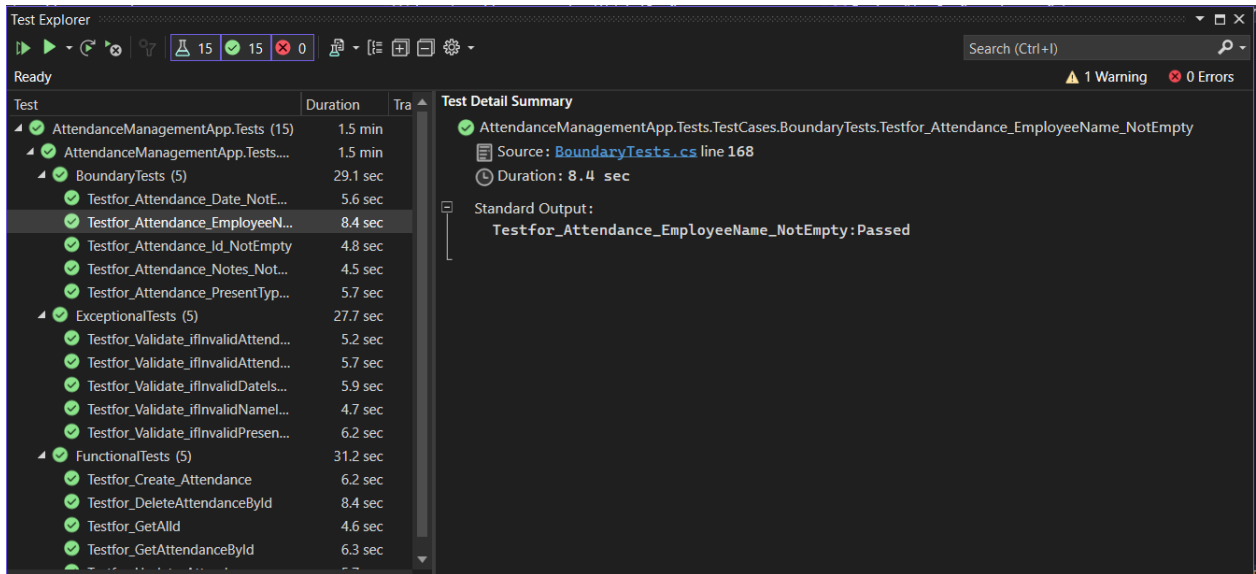 Test Explorer
15 15 0
Search (Ctrl+I)
Ready
1 Warning 0 Errors
Test Duration Tra
AttendanceManagementApp.Tests (15) 1.5 min
AttendanceManagementApp.Tests.... 1.5 min
BoundaryTests (5) 29.1 sec
Testfor_Attendance_Date_NotE... 5.6 sec
Testfor_Attendance_EmployeeN... 8.4 sec
Testfor_Attendance_Id_NotEmpty 4.8 sec
Testfor_Attendance_Notes_Not... 4.5 sec
Testfor_Attendance_PresentTyp... 5.7 sec
ExceptionalTests (5) 27.7 sec
Testfor_Validate_ifInvalidAttend... 5.2 sec
Testfor_Validate_ifInvalidAttend... 5.7 sec
Testfor_Validate_ifInvalidDateIs... 5.9 sec
Testfor_Validate_ifInvalidNameI... 4.7 sec
Testfor_Validate_ifInvalidPresen... 6.2 sec
FunctionalTests (5) 31.2 sec
Testfor_Create_Attendance 6.2 sec
Testfor_DeleteAttendanceById 8.4 sec
Testfor_GetAlld 4.6 sec
Testfor_GetAttendanceById 6.3 sec
Test Detail Summary
AttendanceManagementApp.Tests.TestCases.BoundaryTests.Testfor_Attendance_EmployeeName_NotEmpty
Source: BoundaryTests.cs line 168
Duration: 8.4 sec
Standard Output:
Testfor_Attendance_EmployeeName_NotEmpty:Passed